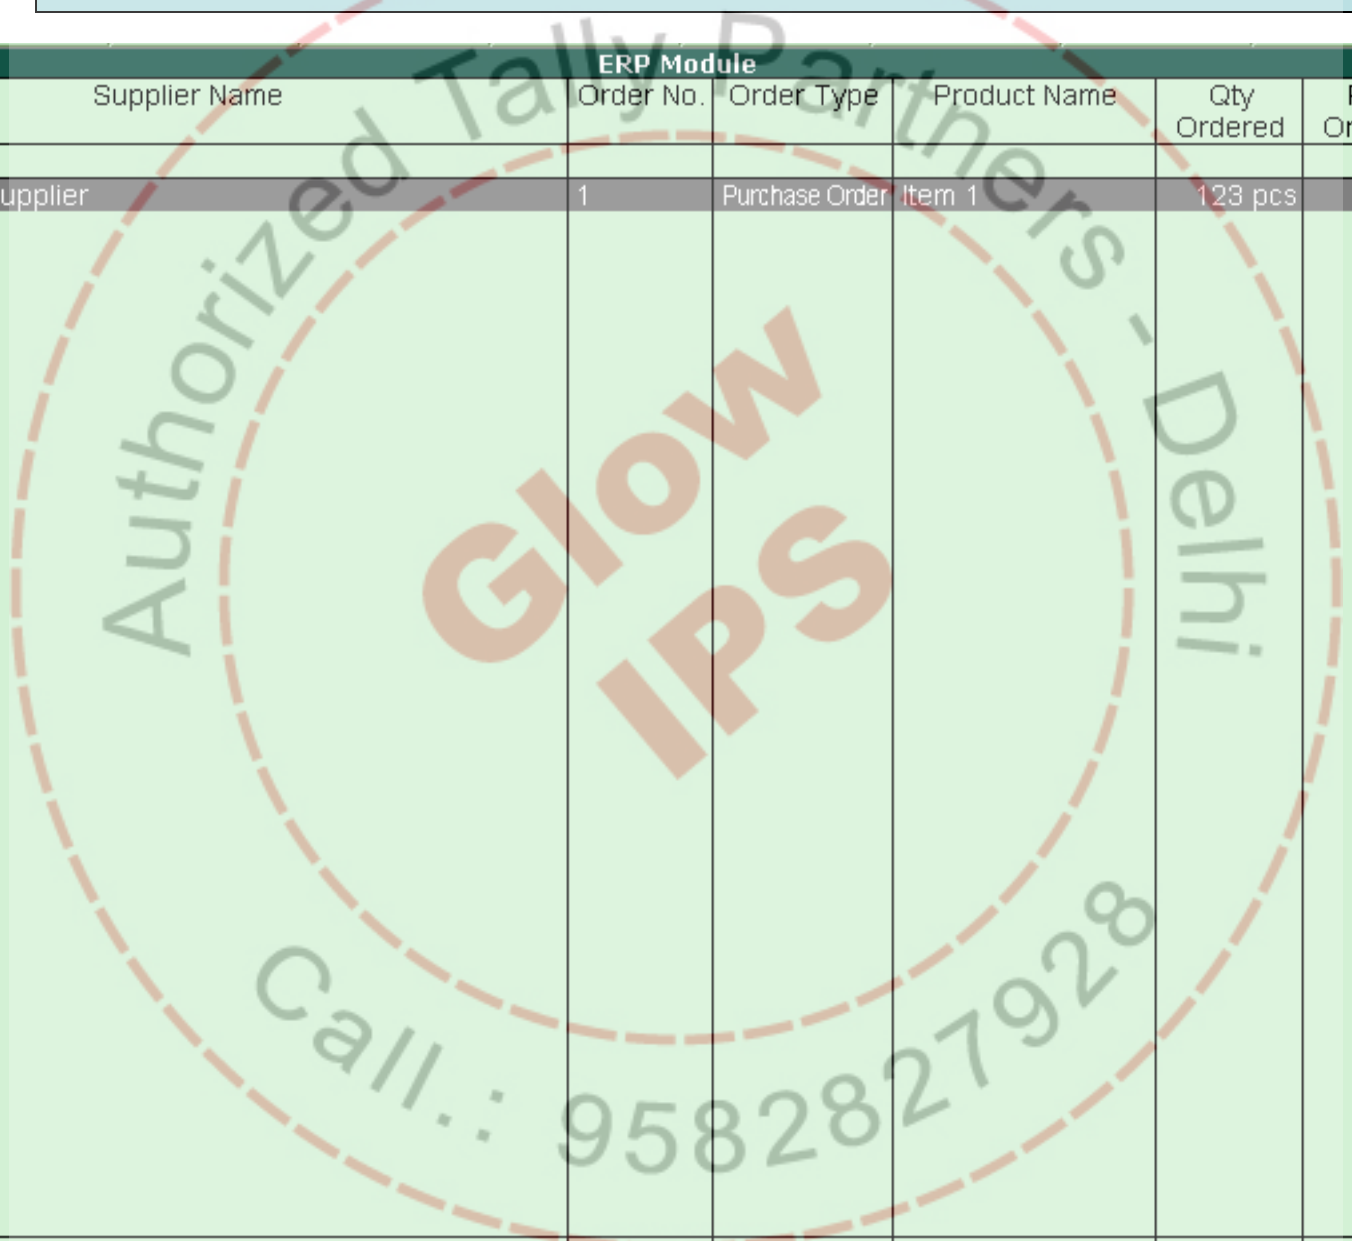 ERP Module
Supplier Name Order No. Order Type Product Name Qty Ordered
upplier 1 Purchase Order Item 1 123 pcs
Authorized Tally Partners - Delhi
Glow
IPS
Call.: 9582827928